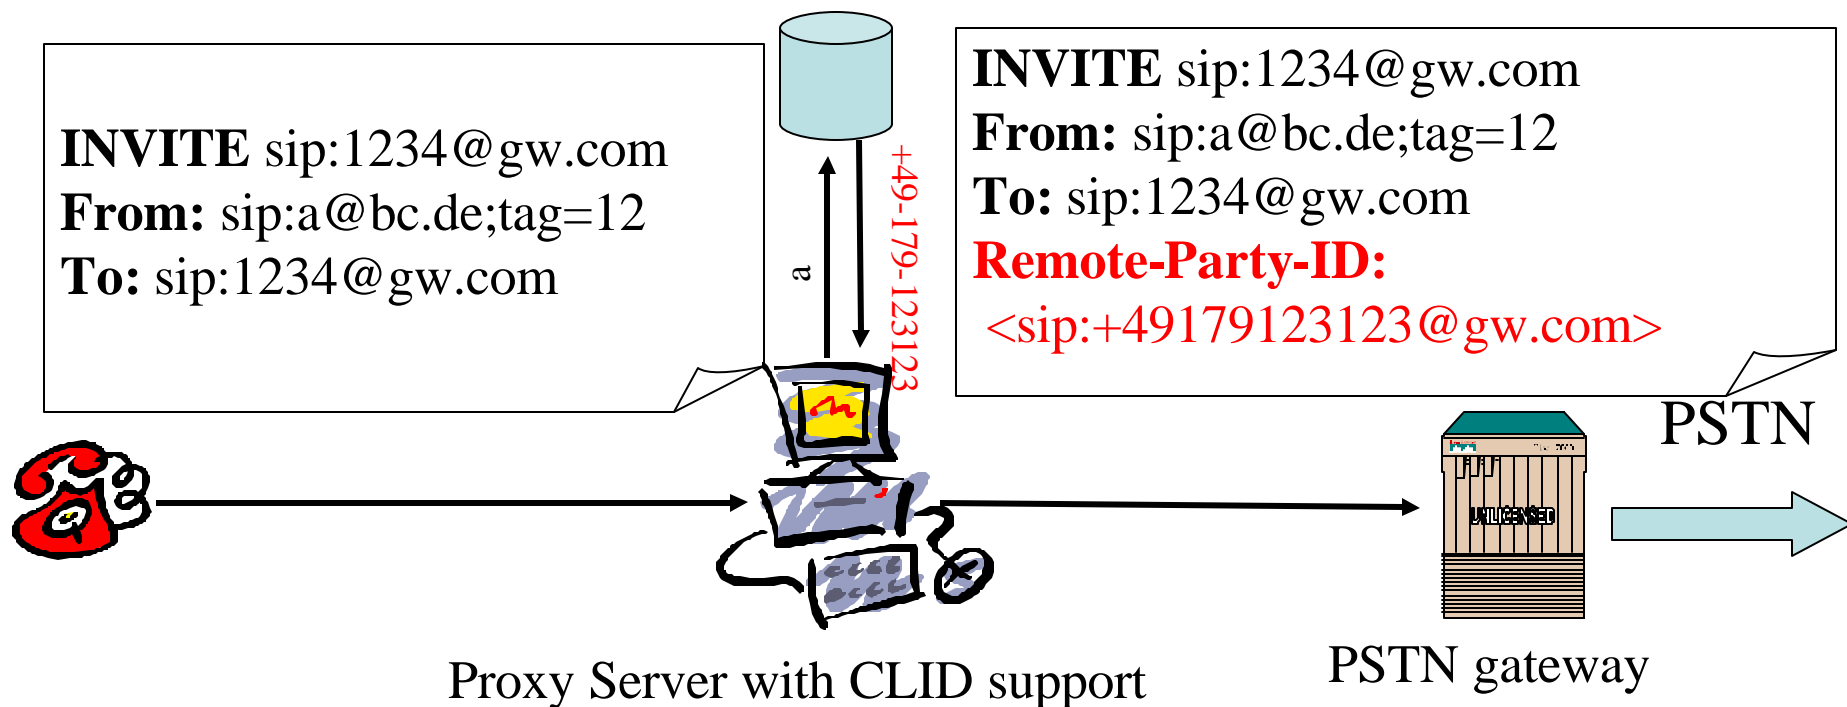 INVITE sip:1234@gw.com
From: sip:a@bc.de;tag=12
To: sip:1234@gw.com
a
+49-179-123123
INVITE sip:1234@gw.com
From: sip:a@bc.de;tag=12
To: sip:1234@gw.com
Remote-Party-ID:
<sip:+49179123123@gw.com>
PSTN
UNLICENSED
Proxy Server with CLID support
PSTN gateway